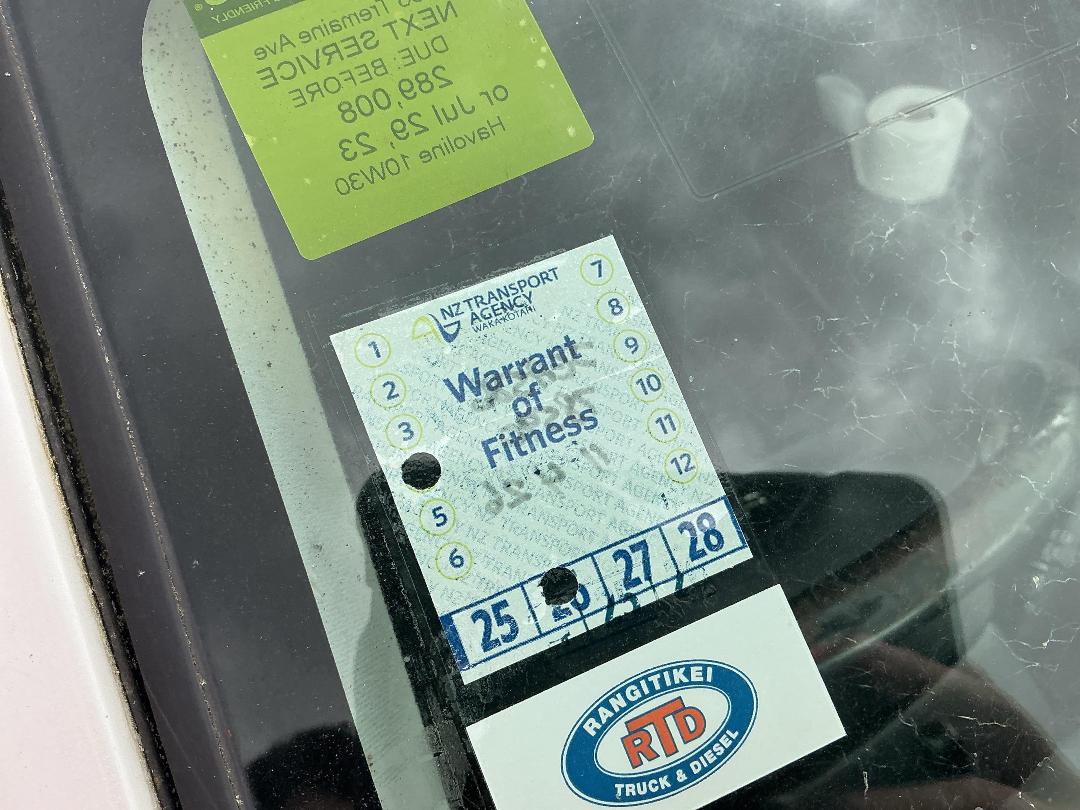 FRIENDLY
Tremaine Ave
NEXT SERVICE
DUE: BEFORE
289,008
or Jul 29, 23
Havoline 10W30
NZ TRANSPORT
AGENCY
WAKA KOTAHI
Warrant
of
Fitness
1
2
3
5
6
7
8
9
10
11
12
25 26 27 28
RANGITIKEI
RTD
TRUCK & DIESEL